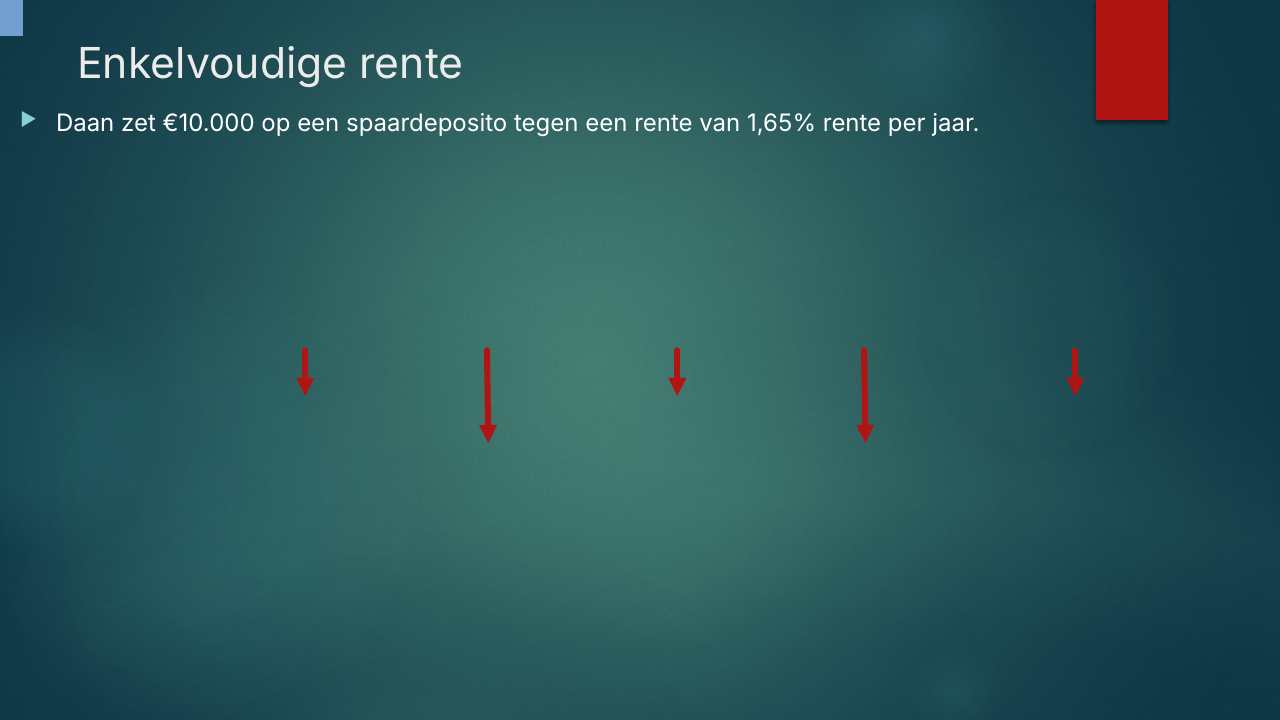 Enkelvoudige rente
Daan zet €10.000 op een spaardeposito tegen een rente van 1,65% rente per jaar.